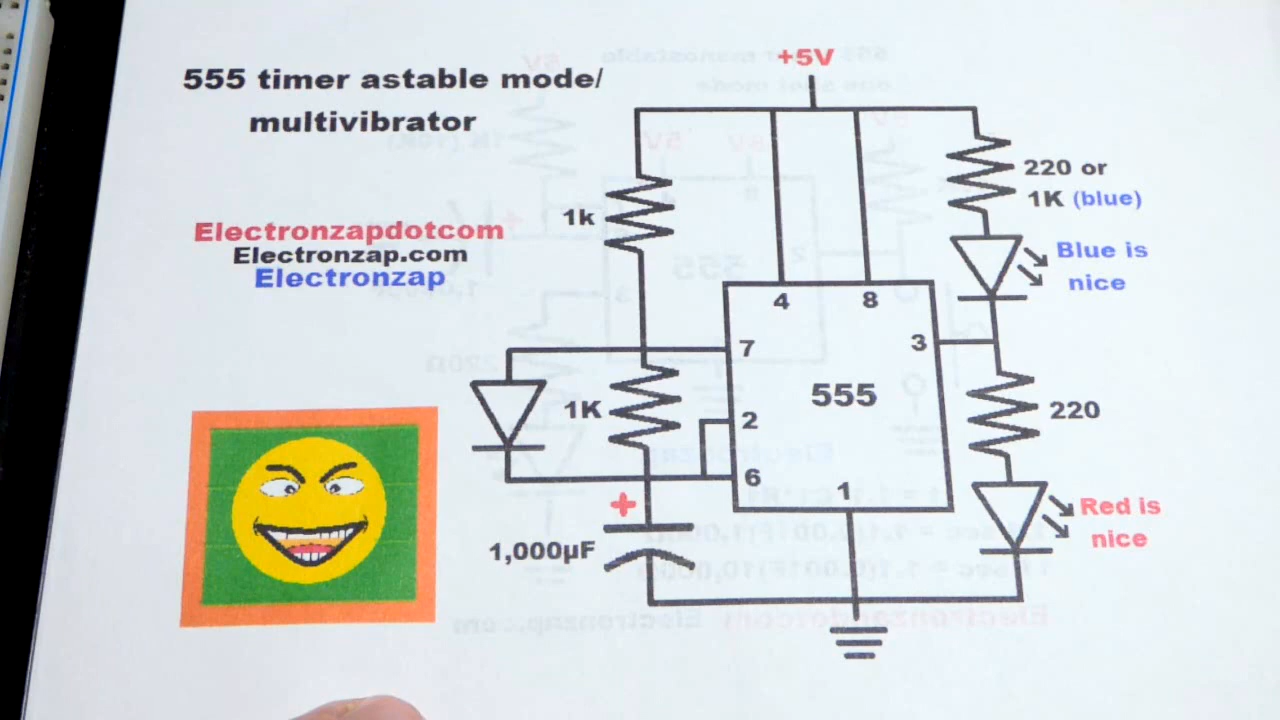 555 timer astable mode/
multivibrator
Electronzapdotcom
Electronzap.com
Electronzap
+5V
1k
220 or
1K (blue)
Blue is
nice
4
8
7
3
555
1K
2
220
6
1
+
1,000µF
Red is
nice